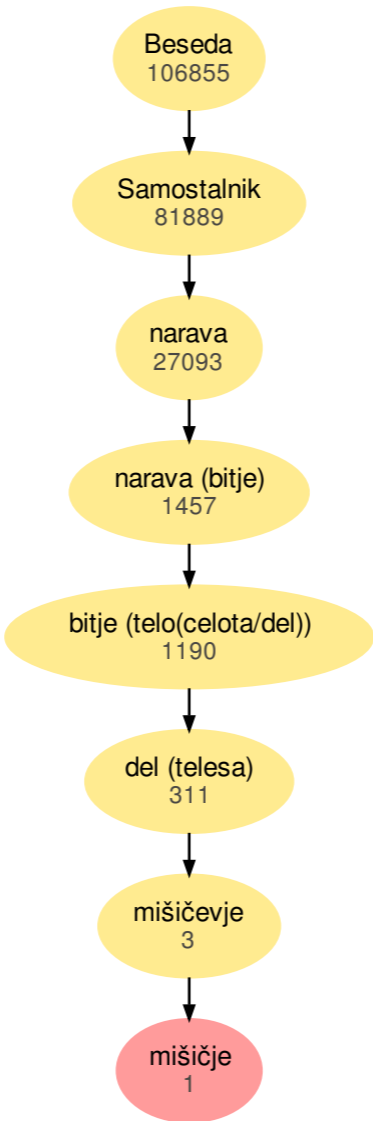 Beseda
106855
Samostalnik
81889
narava
27093
narava (bitje)
1457
bitje (telo(celota/del))
1190
del (telesa)
311
mišičevje
3
mišičje
1